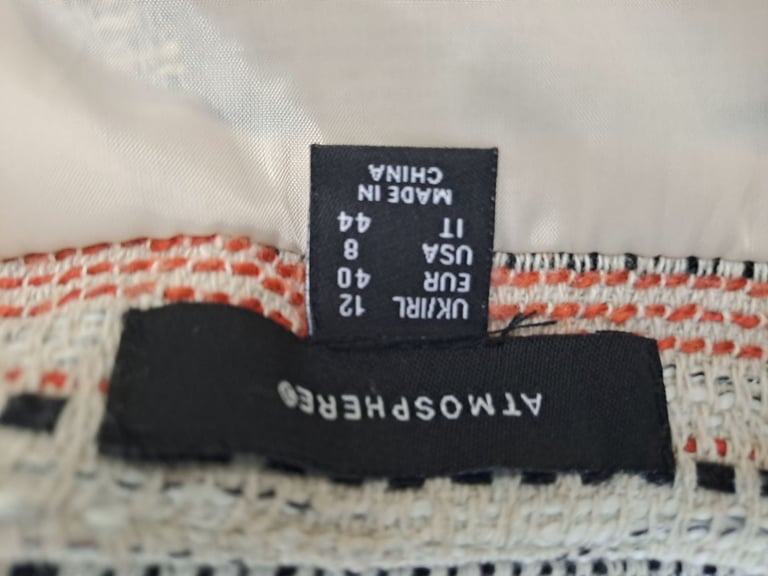 ATMOSPHERE®
UK/IRL 12
EUR 40
USA 8
IT 44
MADE IN
CHINA